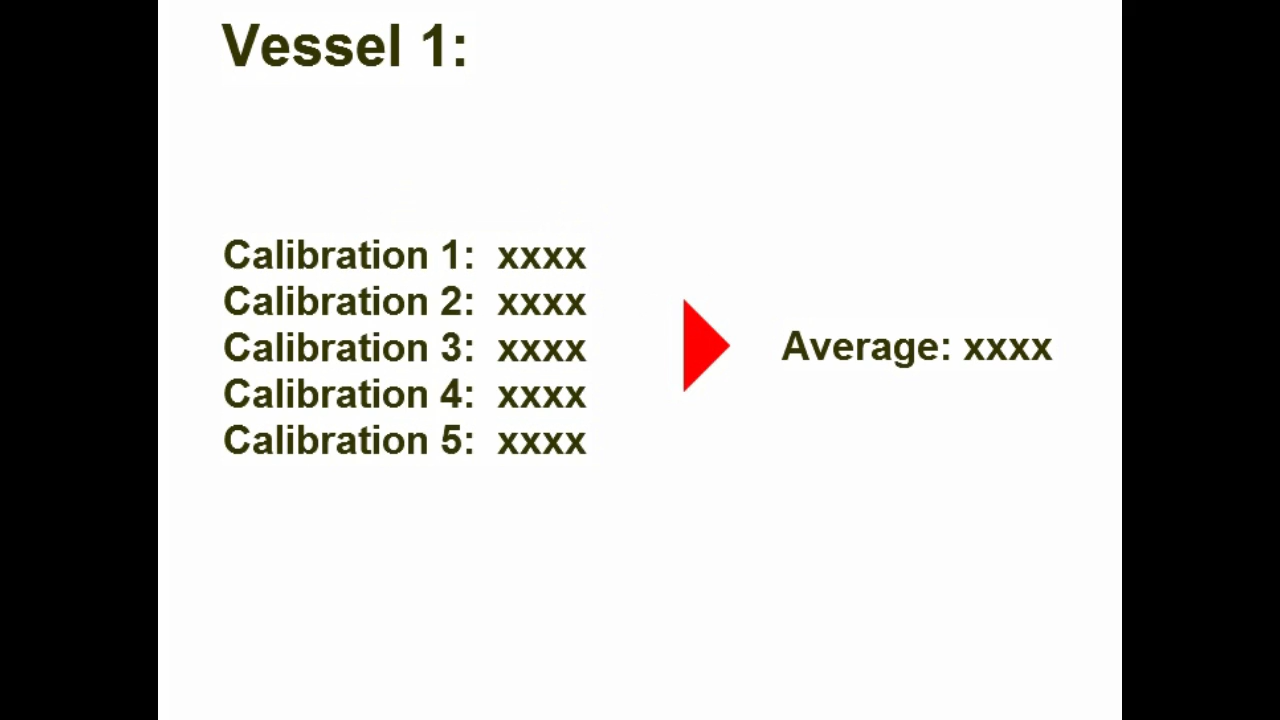 Vessel 1:
Calibration 1: xxxx
Calibration 2: xxxx
Calibration 3: xxxx
Calibration 4: xxxx
Calibration 5: xxxx
Average: xxxx